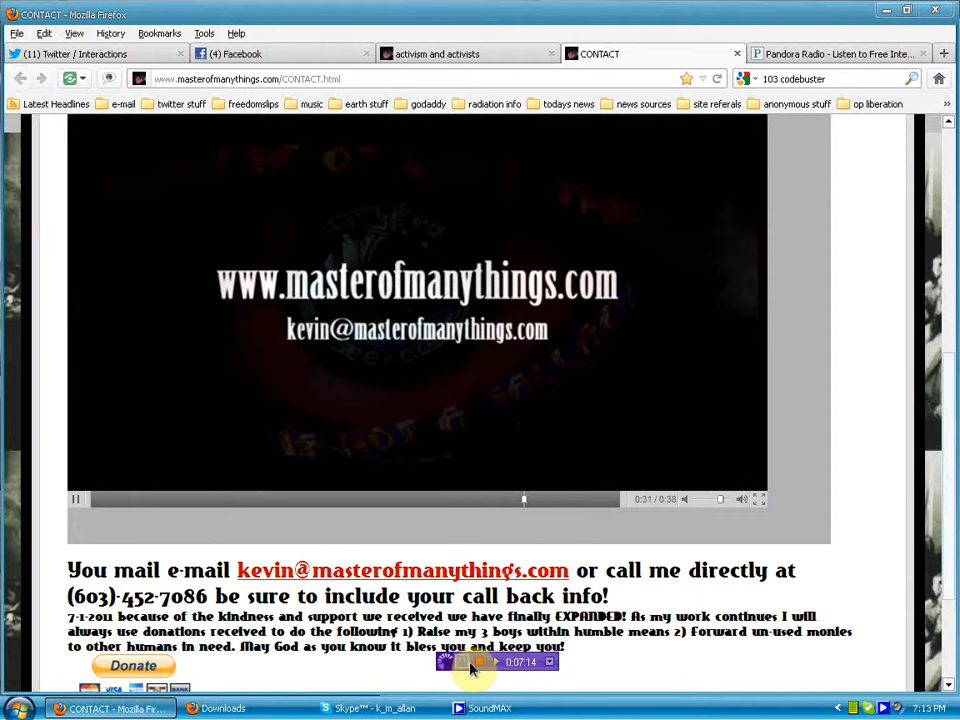 CONTACT - Mozilla Firefox
File Edit View History Bookmarks Tools Help
(11) Twitter / Interactions
(4) Facebook
activism and activists
CONTACT
Pandora Radio - Listen to Free Inte...
www.masterofmanythings.com/CONTACT.html
103 codebuster
Latest Headlines e-mail twitter stuff freedomslips music earth stuff godaddy radiation info todays news news sources site referals anonymous stuff op liberation
www.masterofmanythings.com
kevin@masterofmanythings.com
IS NOT A
0:31 / 0:38
You mail e-mail kevin@masterofmanythings.com or call me directly at
(603)-452-7086 be sure to include your call back info!
7-1-2011 because of the kindness and support we received we have finally EXPANDED! As my work continues I will
always use donations received to do the following 1) Raise my 3 boys within humble means 2) Forward un-used monies
to other humans in need. May God as you know it bless you and keep you!
Donate
0:07:14
CONTACT - Mozilla Fir...
Downloads
Skype™ - k_m_allan
SoundMAX
7:13 PM